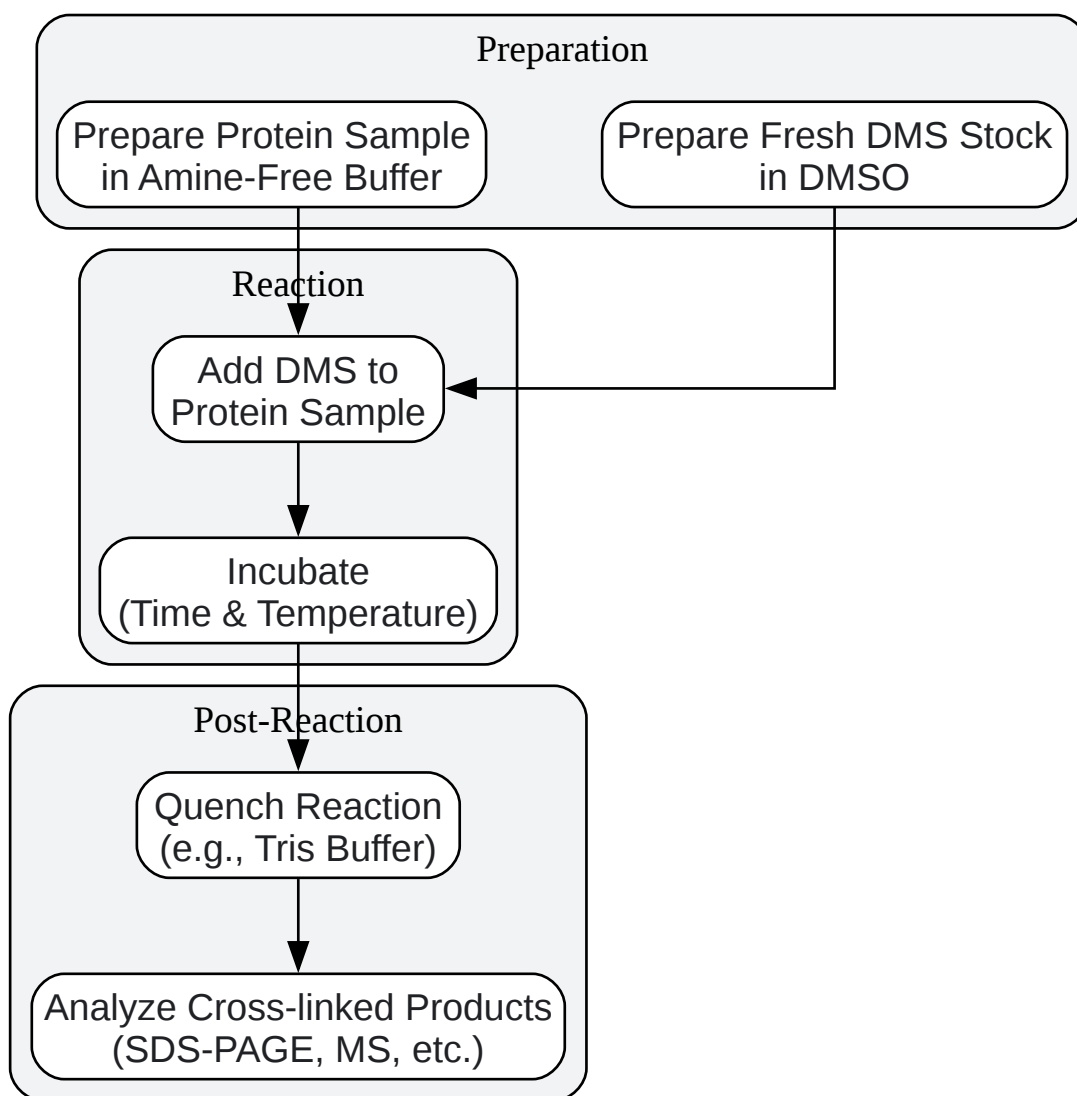 Preparation
Prepare Protein Sample
in Amine-Free Buffer
Prepare Fresh DMS Stock
in DMSO
Reaction
Add DMS to
Protein Sample
Incubate
(Time & Temperature)
Post-Reaction
Quench Reaction
(e.g., Tris Buffer)
Analyze Cross-linked Products
(SDS-PAGE, MS, etc.)